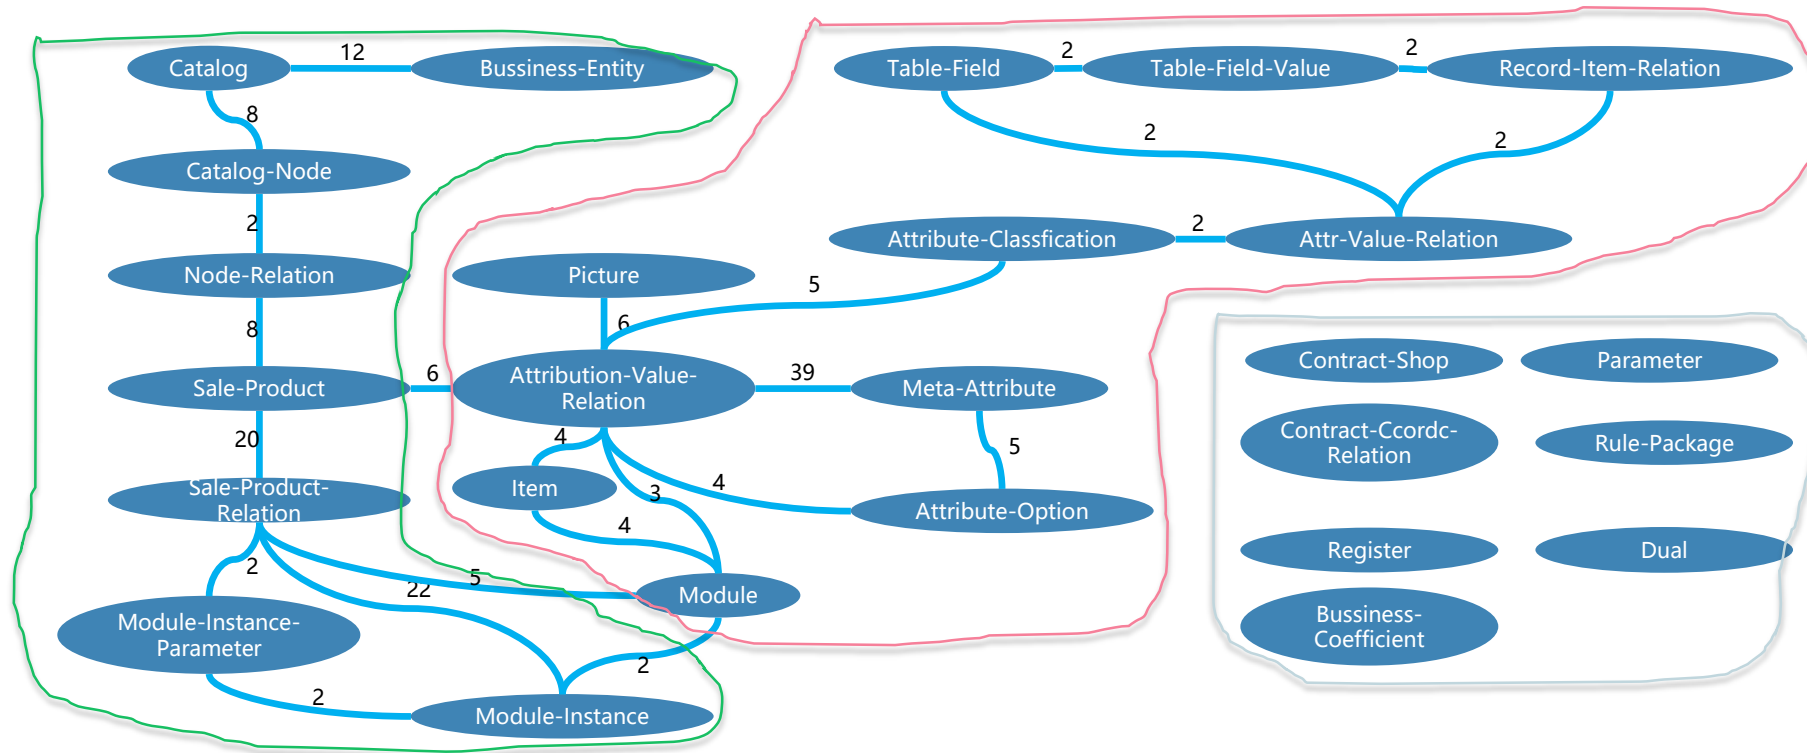 Catalog
12
Bussiness-Entity
Table-Field
2
Table-Field-Value
2
Record-Item-Relation
8
2
2
Catalog-Node
2
Attribute-Classfication
2
Attr-Value-Relation
Node-Relation
Picture
5
8
6
Sale-Product
6
Attribution-Value-
Relation
39
Meta-Attribute
Contract-Shop
Parameter
20
4
5
Contract-Ccordc-
Relation
Rule-Package
Sale-Product-
Relation
Item
3
4
Attribute-Option
4
2
22
5
Module
Register
Dual
Module-Instance-
Parameter
2
Bussiness-
Coefficient
2
Module-Instance